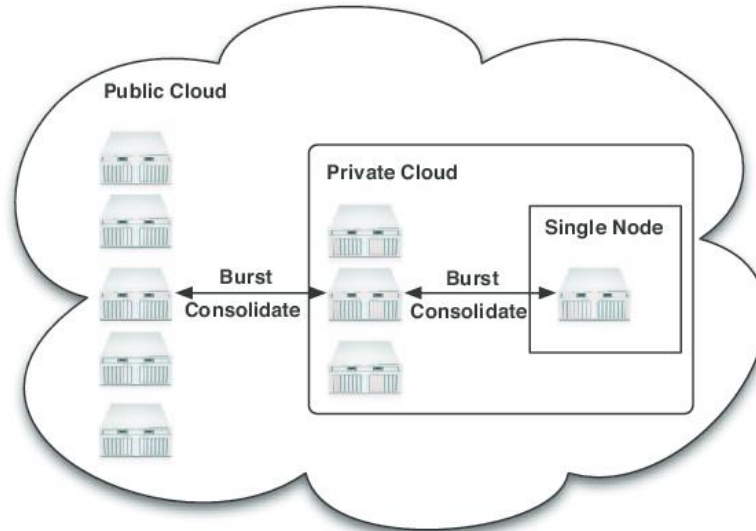 Public Cloud
Private Cloud
Single Node
Burst
Consolidate
Burst
Consolidate